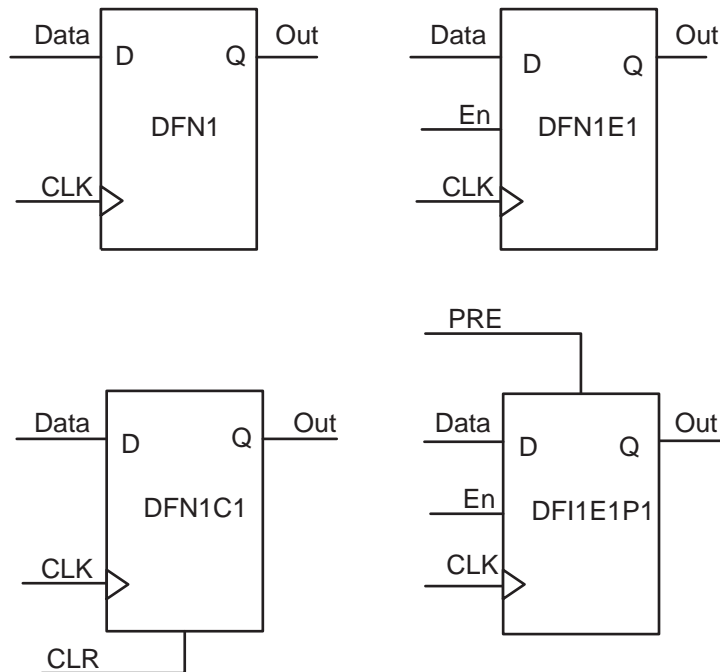 Data
D
Q
Out
DFN1
CLK
Data
D
Q
Out
En
DFN1E1
CLK
Data
D
Q
Out
DFN1C1
CLK
CLR
PRE
Data
D
Q
Out
En
DFI1E1P1
CLK